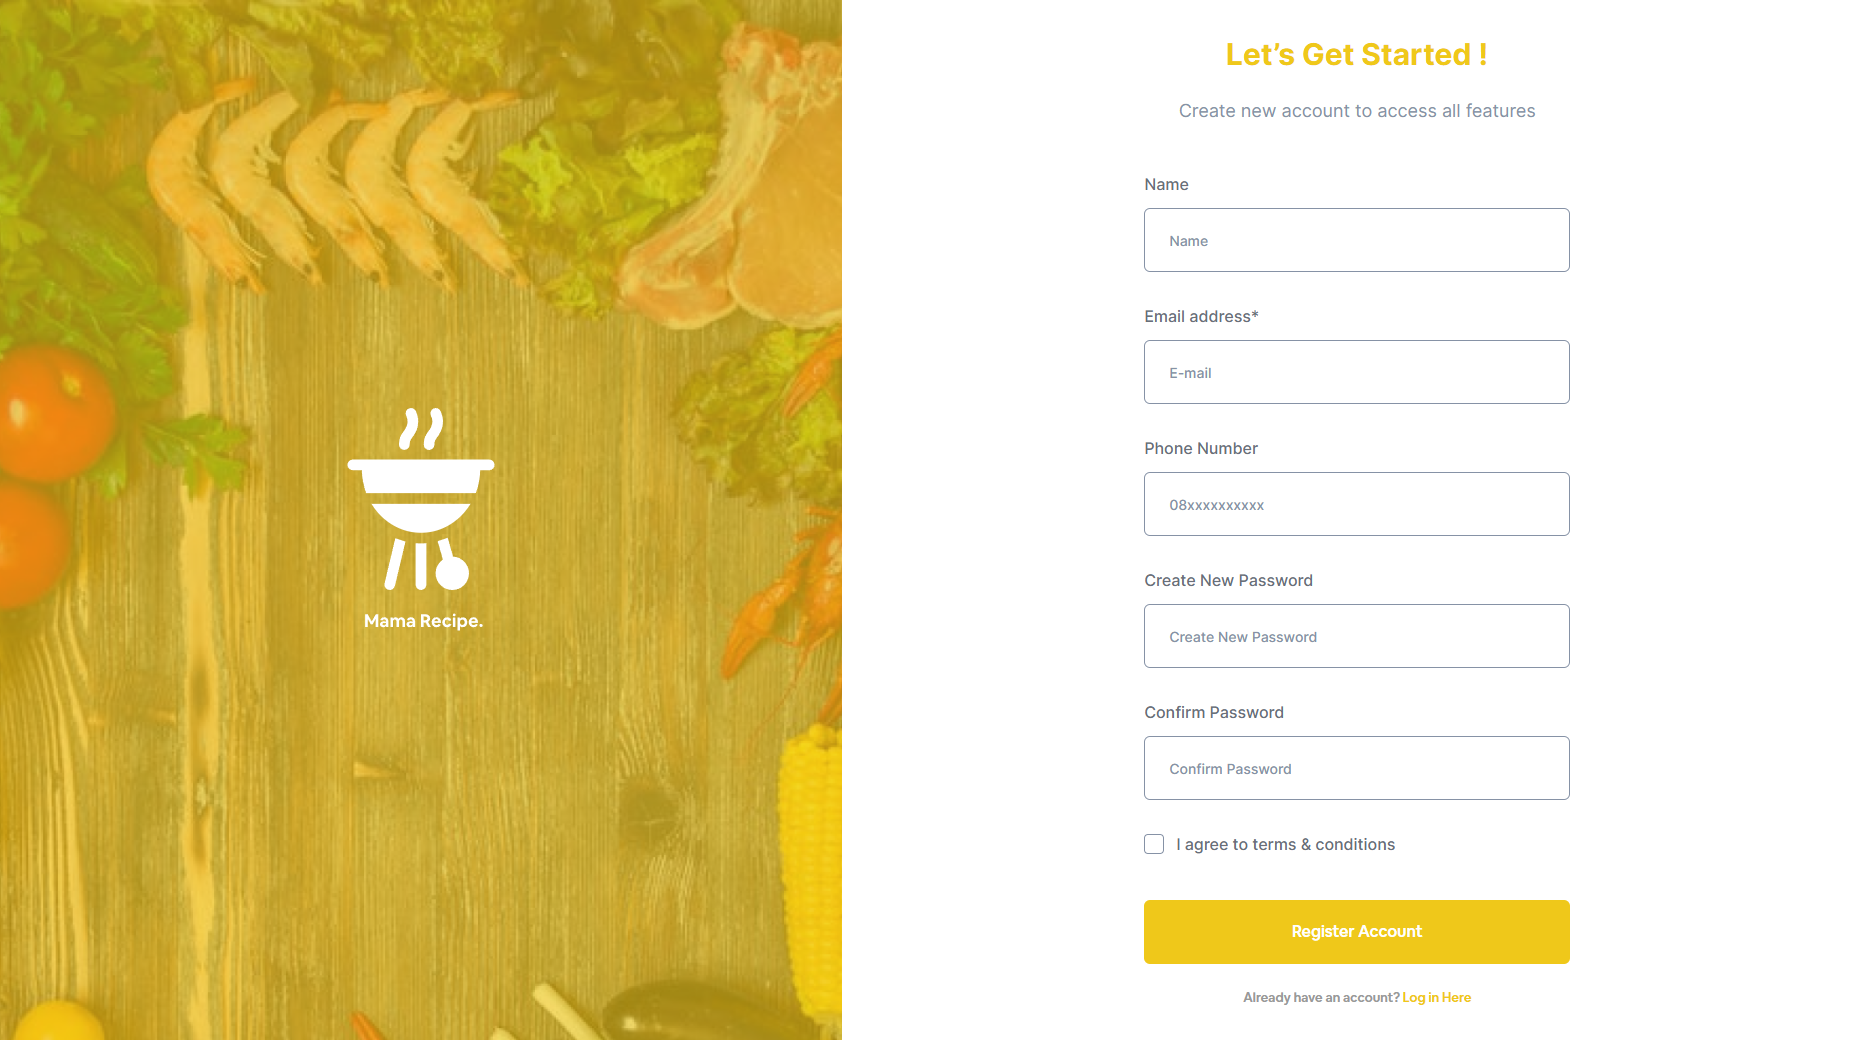 Mama Recipe.
Let’s Get Started !
Create new account to access all features
Name
Name
Email address*
E-mail
Phone Number
08xxxxxxxxxx
Create New Password
Create New Password
Confirm Password
Confirm Password
I agree to terms & conditions
Register Account
Already have an account? Log in Here